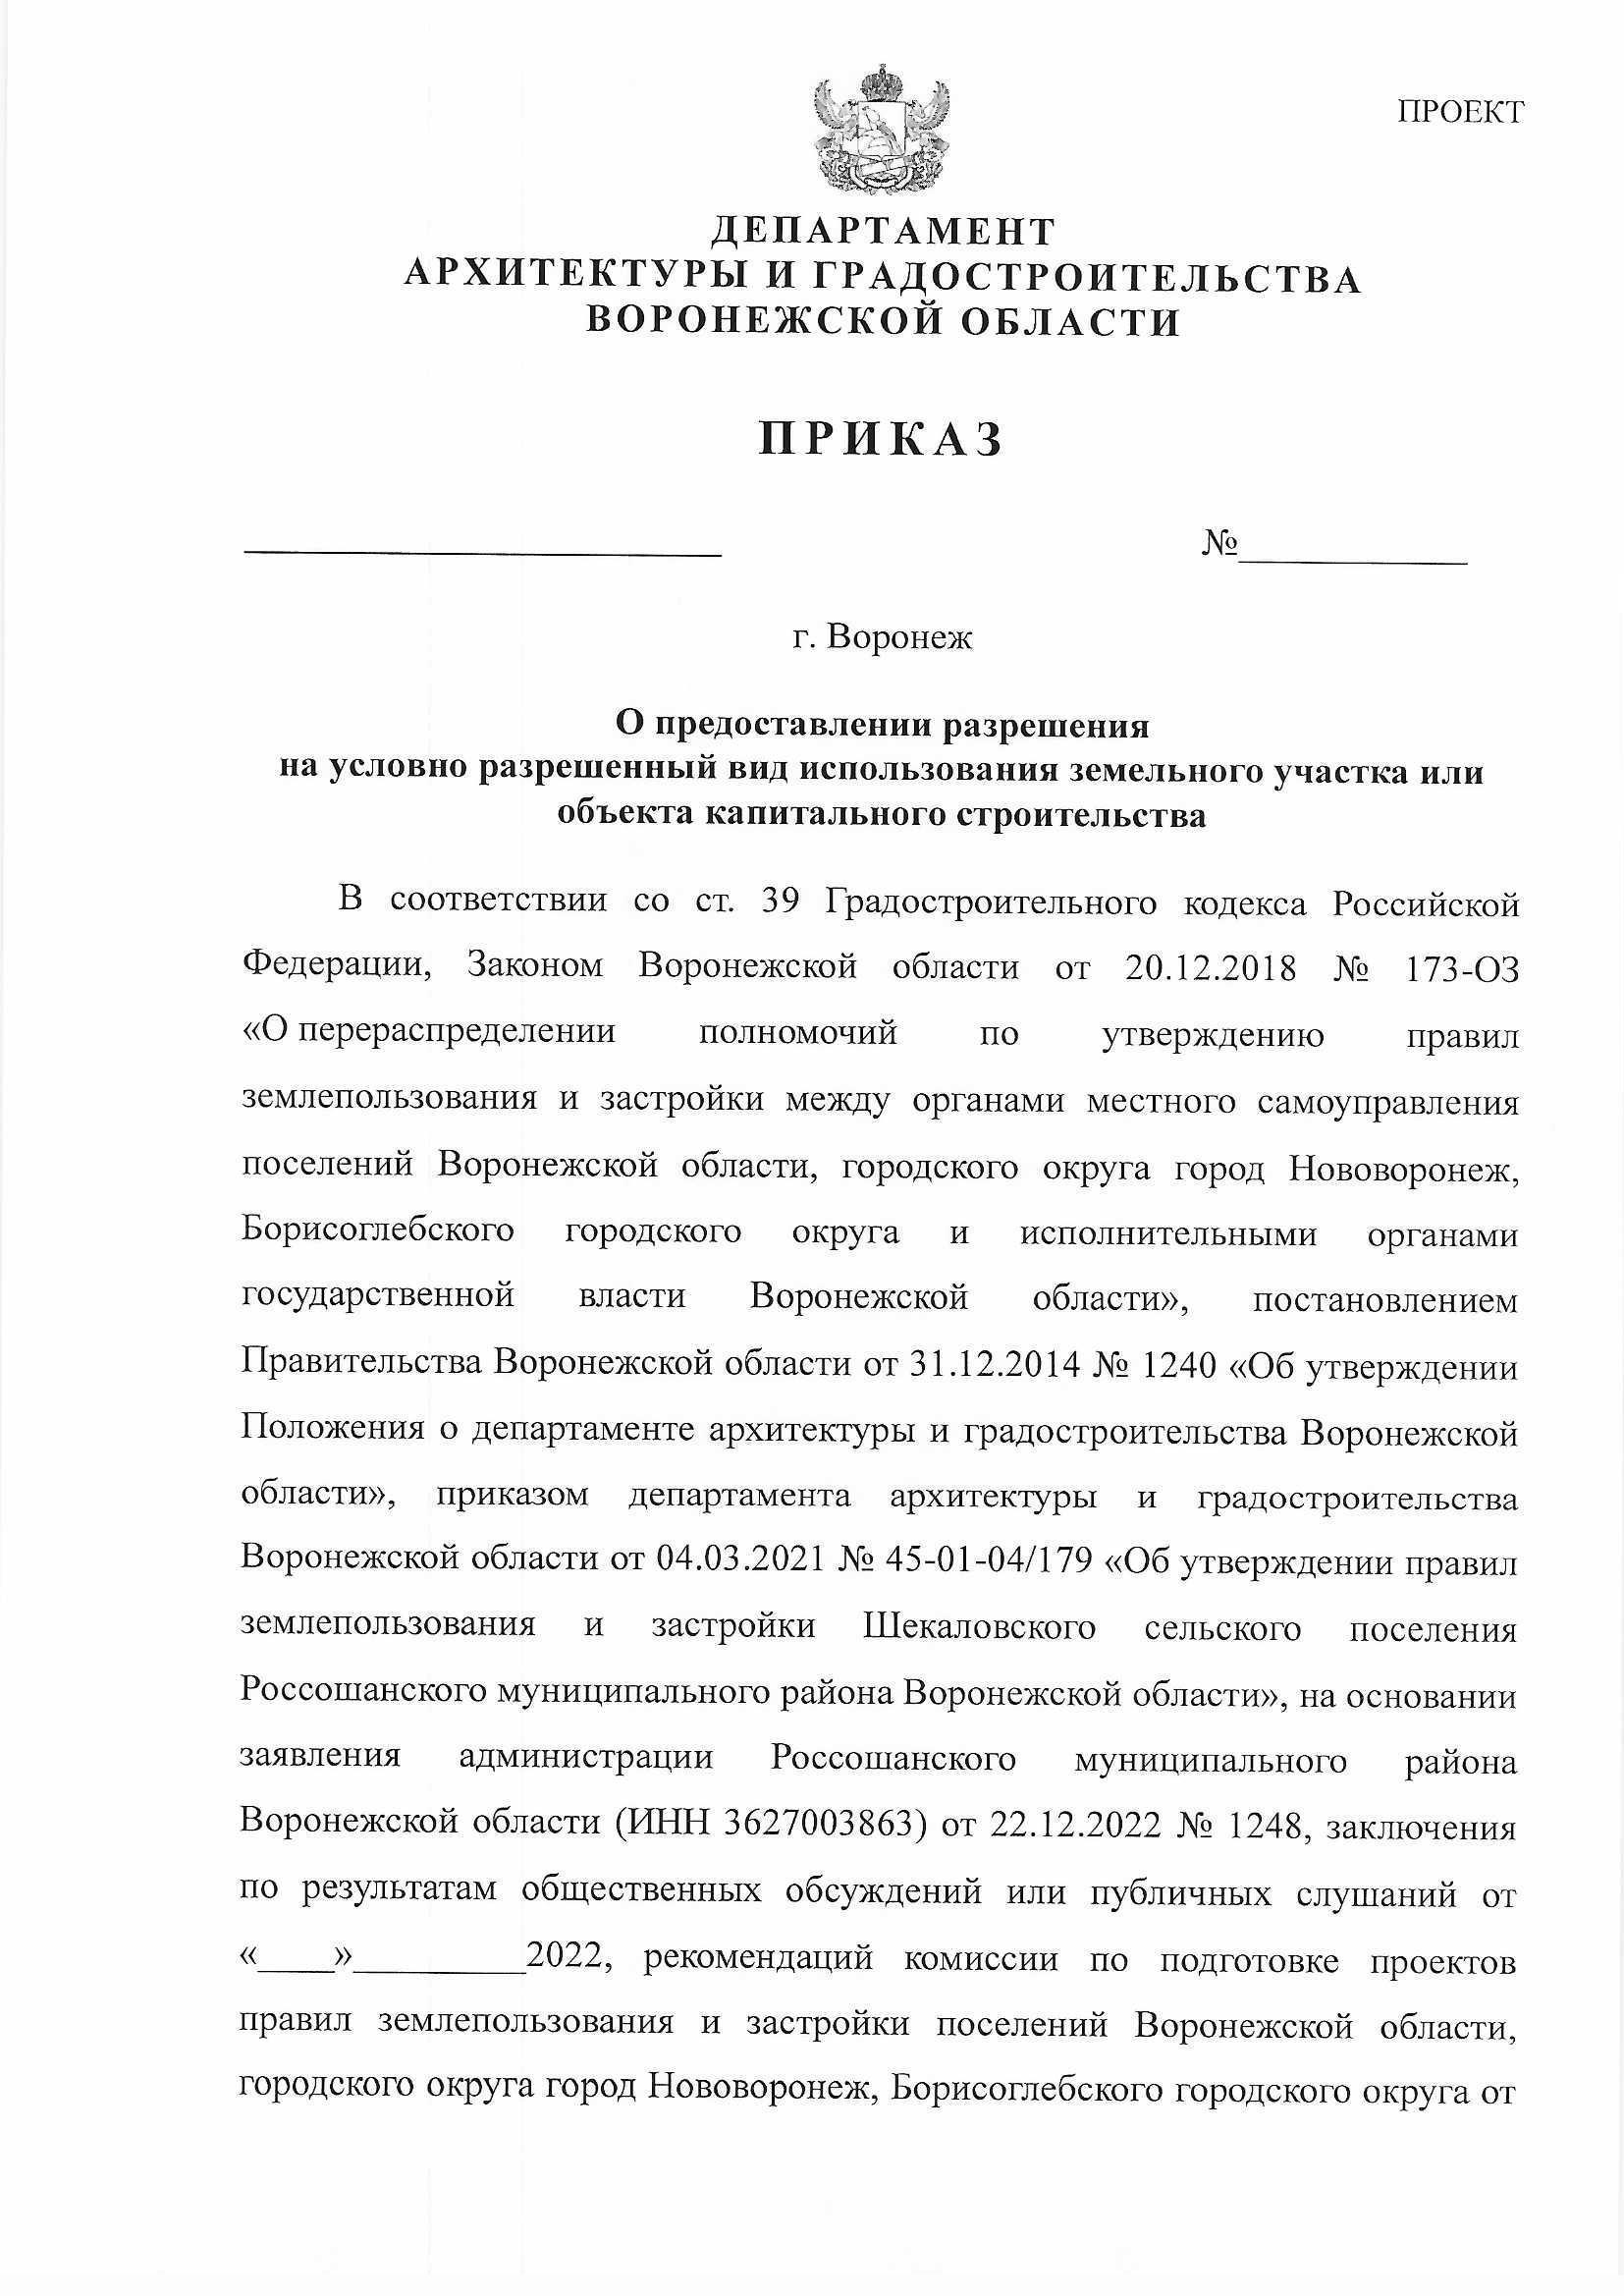 ПРОЕКТ
ДЕПАРТАМЕНТ
АРХИТЕКТУРЫ И ГРАДОСТРОИТЕЛЬСТВА
ВОРОНЕЖСКОЙ ОБЛАСТИ
ПРИКАЗ
_________________________ №____________
г. Воронеж
О предоставлении разрешения
на условно разрешенный вид использования земельного участка или
объекта капитального строительства
В соответствии со ст. 39 Градостроительного кодекса Российской
Федерации, Законом Воронежской области от 20.12.2018 № 173-ОЗ
«О перераспределении полномочий по утверждению правил
землепользования и застройки между органами местного самоуправления
поселений Воронежской области, городского округа город Нововоронеж,
Борисоглебского городского округа и исполнительными органами
государственной власти Воронежской области», постановлением
Правительства Воронежской области от 31.12.2014 № 1240 «Об утверждении
Положения о департаменте архитектуры и градостроительства Воронежской
области», приказом департамента архитектуры и градостроительства
Воронежской области от 04.03.2021 № 45-01-04/179 «Об утверждении правил
землепользования и застройки Шекаловского сельского поселения
Россошанского муниципального района Воронежской области», на основании
заявления администрации Россошанского муниципального района
Воронежской области (ИНН 3627003863) от 22.12.2022 № 1248, заключения
по результатам общественных обсуждений или публичных слушаний от
«____»_________2022, рекомендаций комиссии по подготовке проектов
правил землепользования и застройки поселений Воронежской области,
городского округа город Нововоронеж, Борисоглебского городского округа от